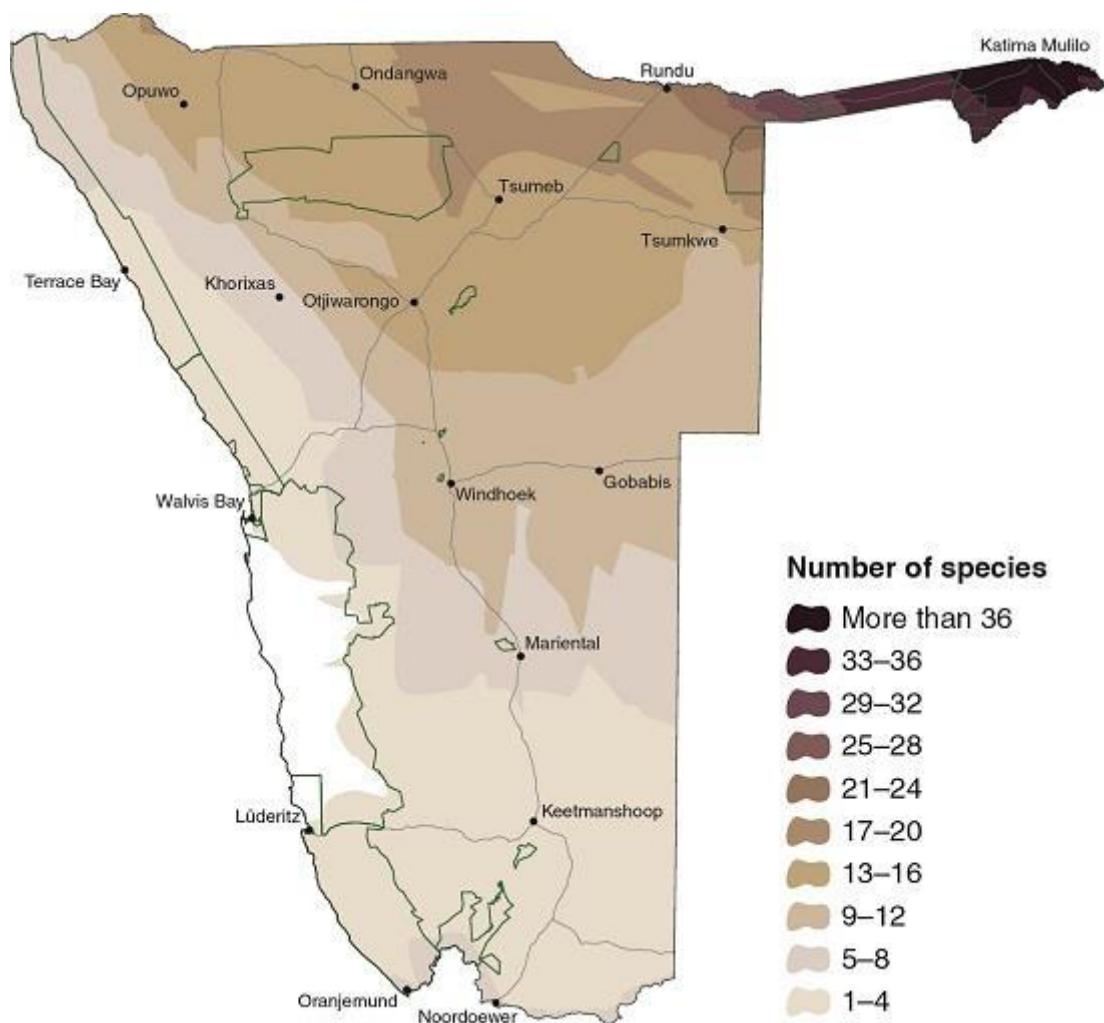 Katima Mulilo
Rundu
Ondangwa
Opuwo
Tsumeb
Tsumkwe
Terrace Bay
Khorixas
Otjiwarongo
Walvis Bay
Windhoek
Gobabis
Mariental
Lüderitz
Keetmanshoop
Oranjemund
Noordoewer
Number of species
More than 36
33–36
29–32
25–28
21–24
17–20
13–16
9–12
5–8
1–4